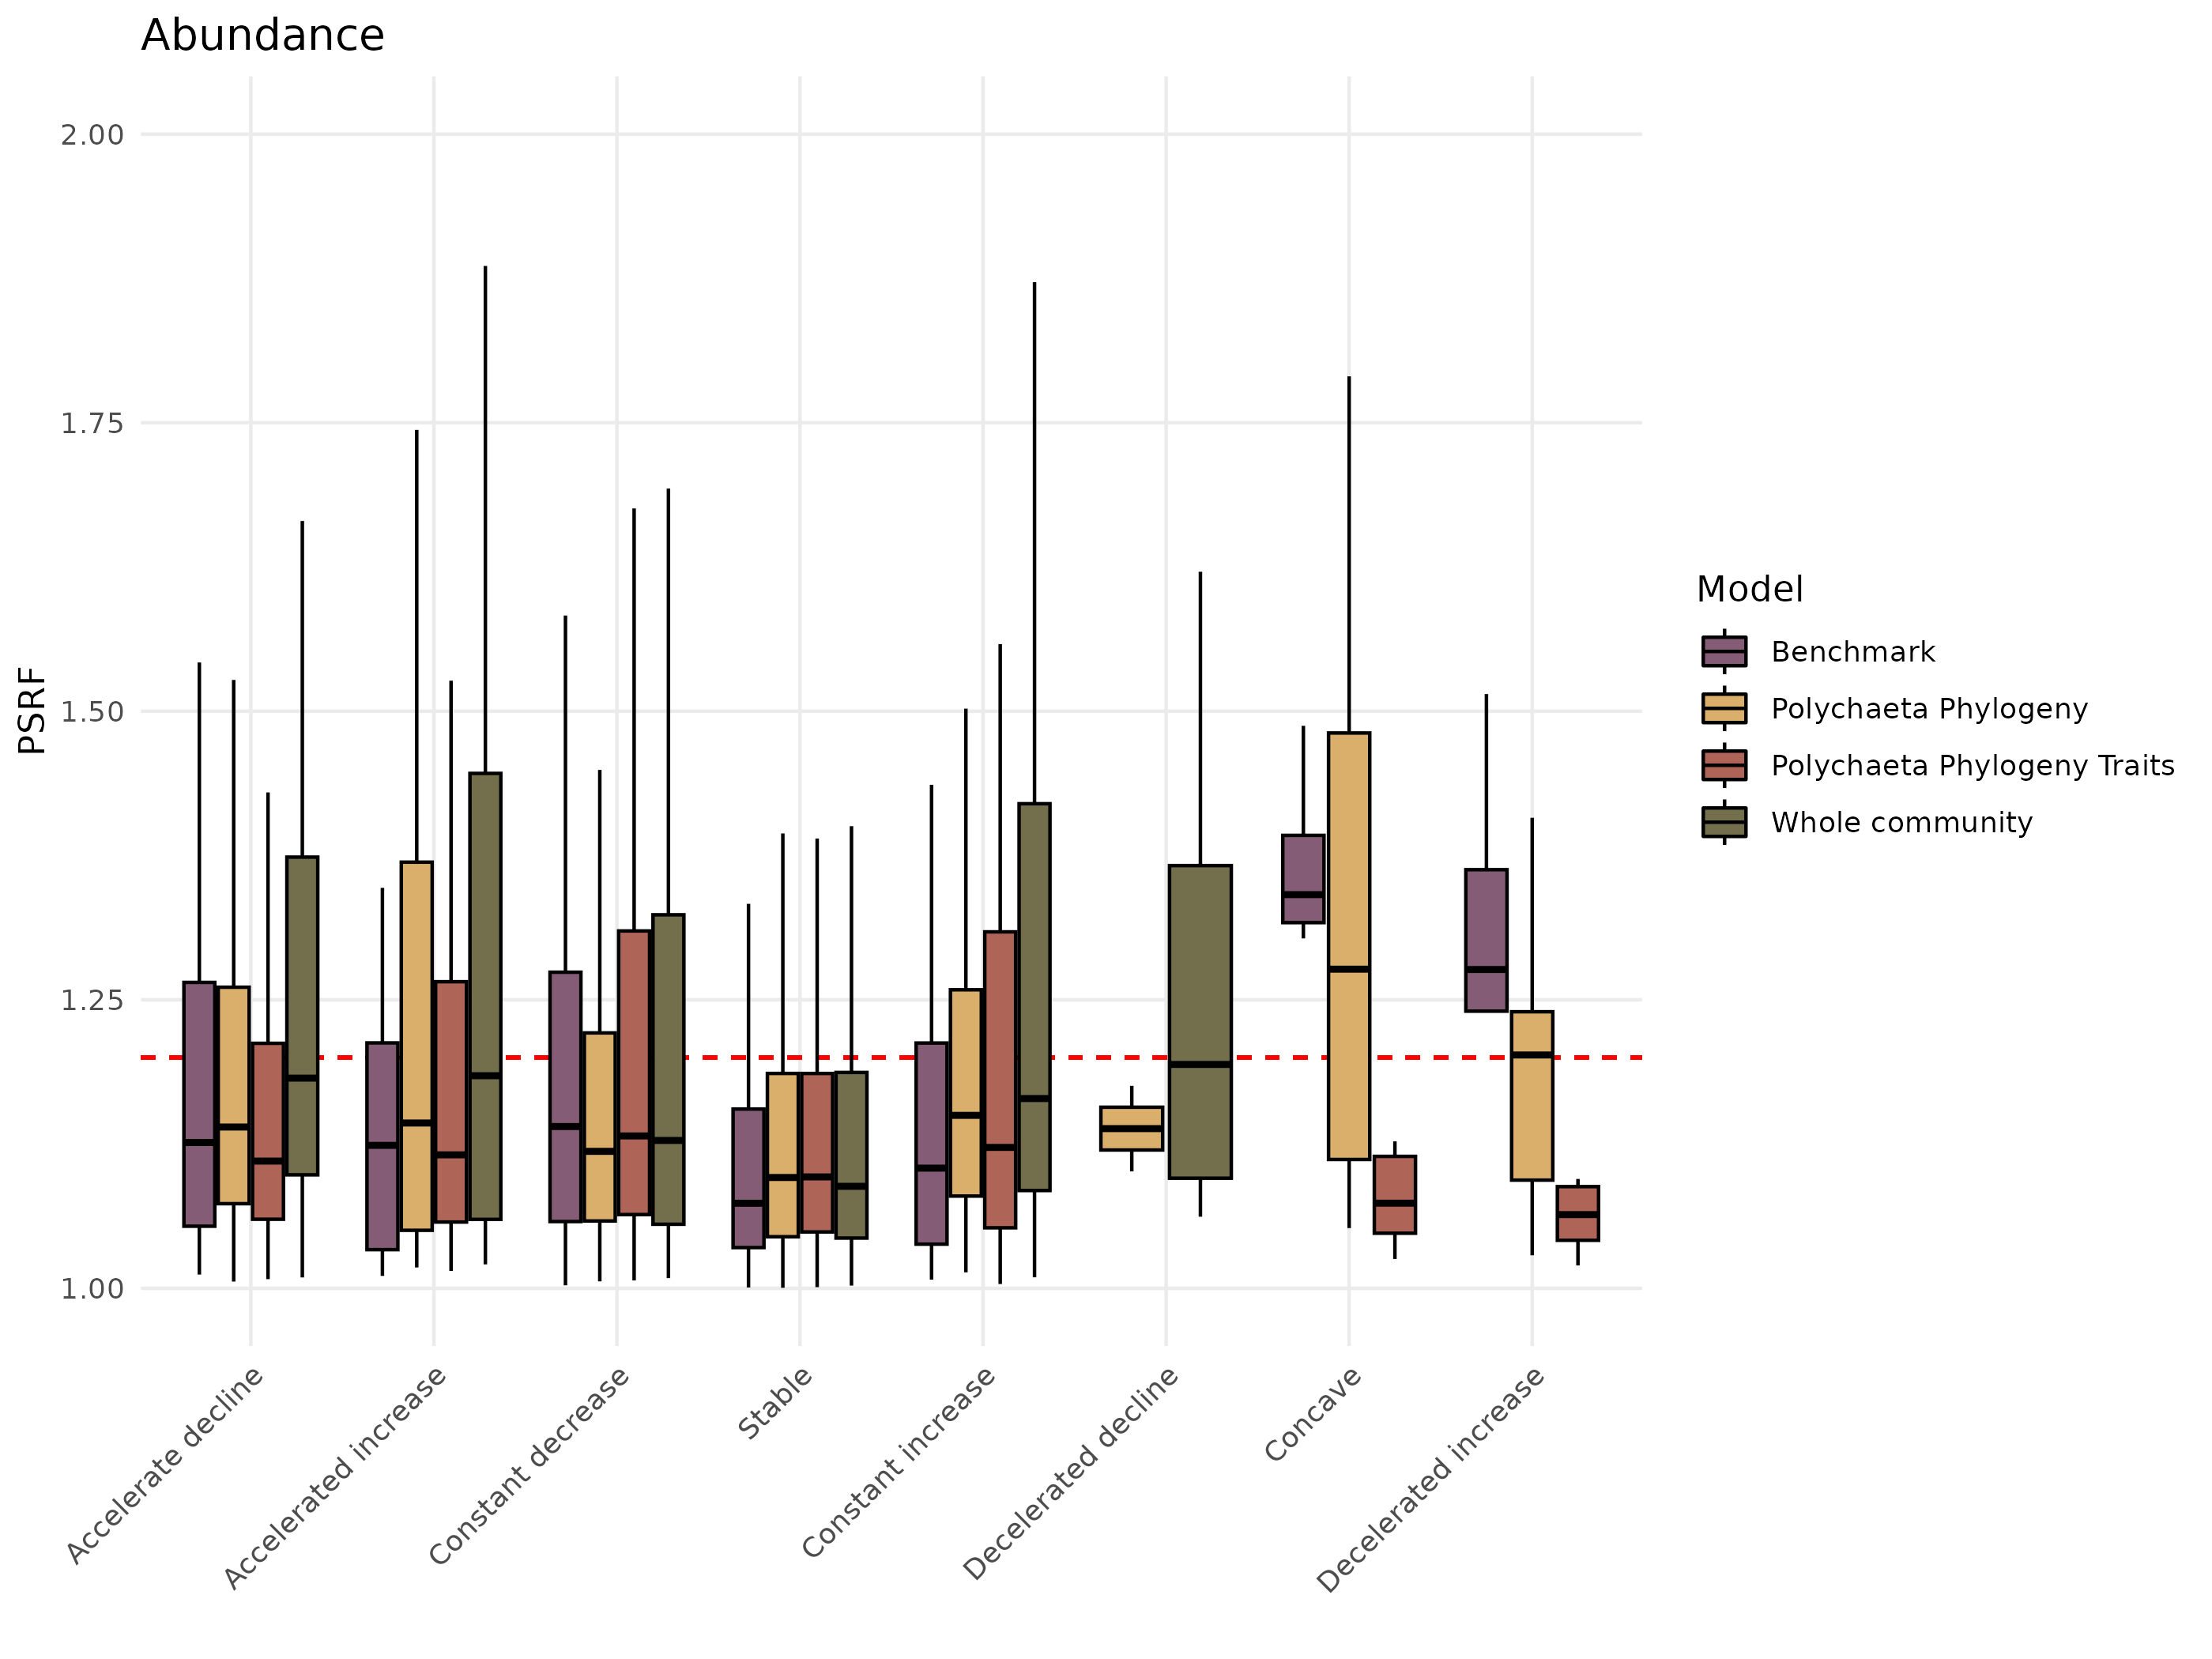 Abundance
PSRF
2.00
1.75
1.50
1.25
1.00
Accelerate decline
Accelerated increase
Constant decrease
Stable
Constant increase
Decelerated decline
Concave
Decelerated increase
Model
Benchmark
Polychaeta Phylogeny
Polychaeta Phylogeny Traits
Whole community